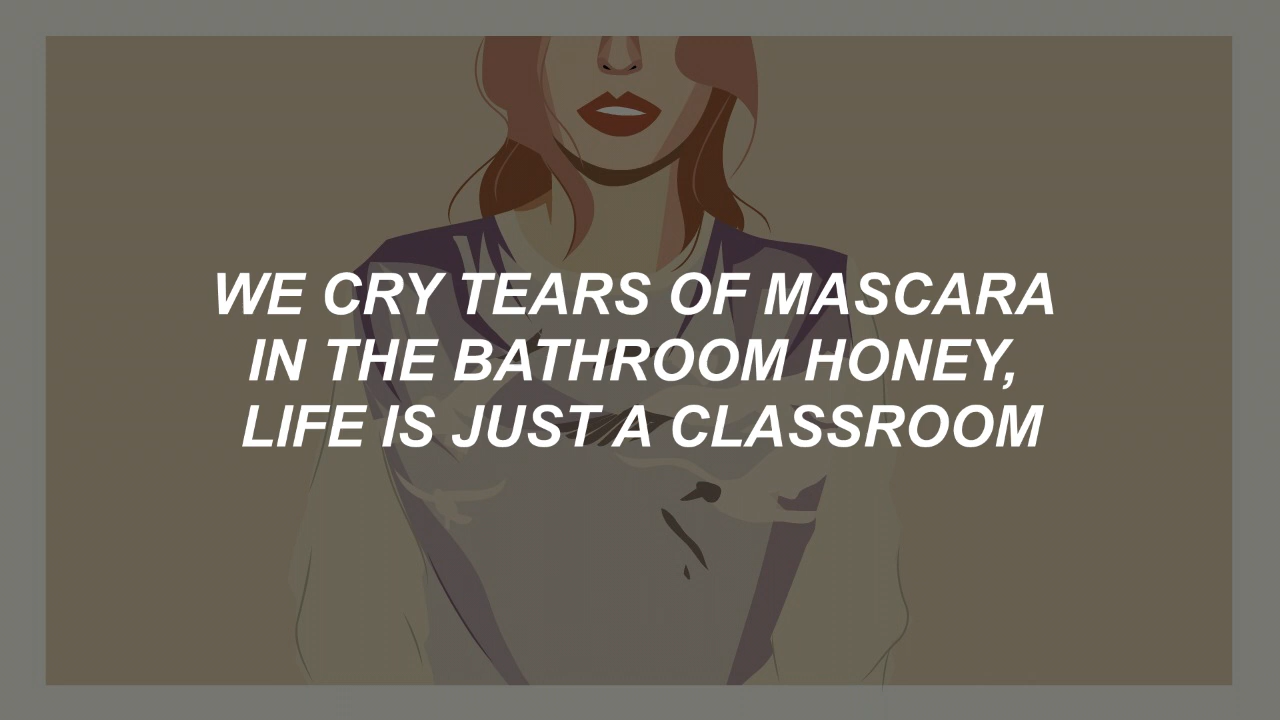 WE CRY TEARS OF MASCARA
IN THE BATHROOM HONEY,
LIFE IS JUST A CLASSROOM